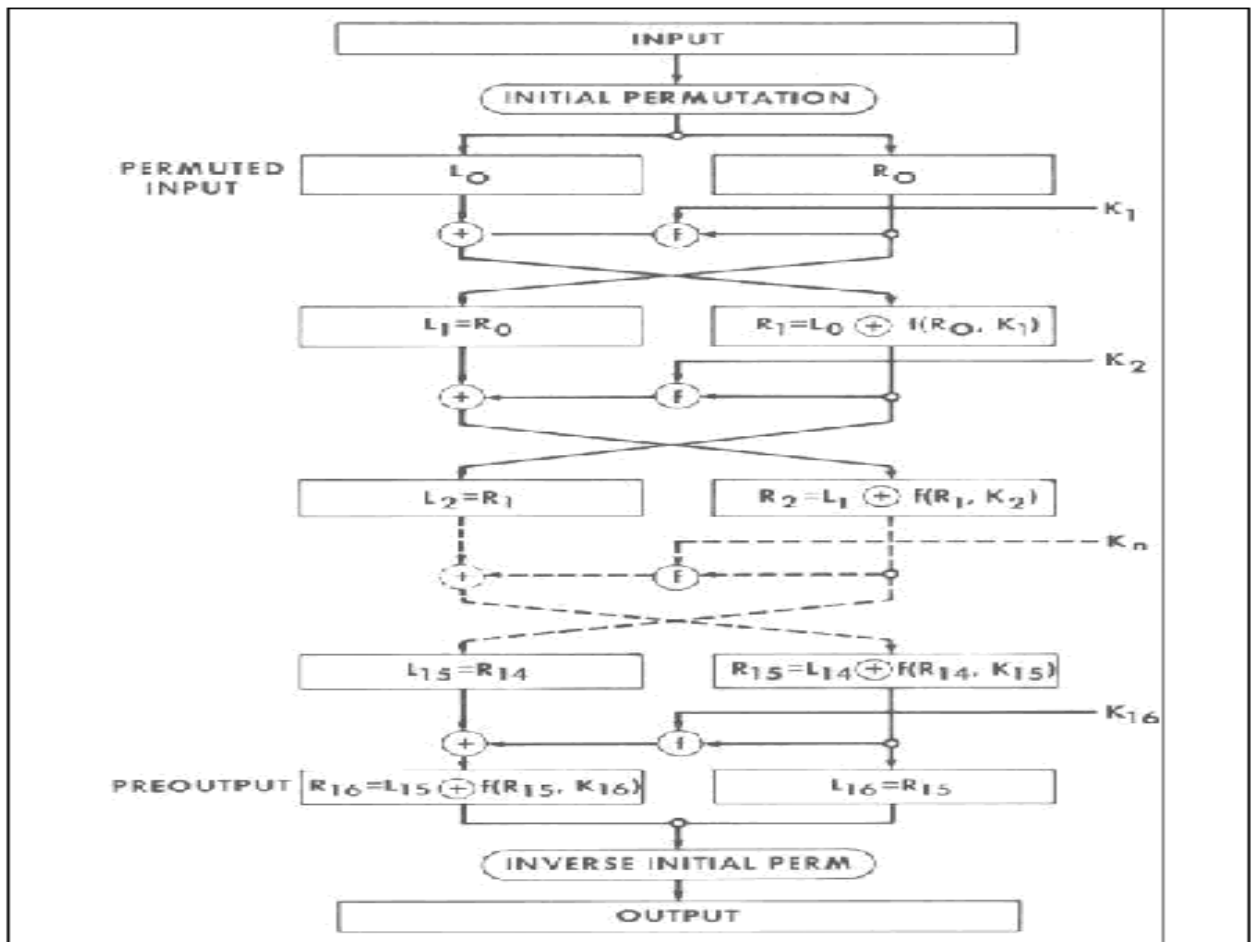 INPUT
INITIAL PERMUTATION
PERMUTED
INPUT
L0
R0
K1
+
F
L1=R0
R1=L0 + f(R0, K1)
K2
+
F
L2=R1
R2=L1 + f(R1, K2)
Kn
+
F
L15=R14
R15=L14 + f(R14, K15)
K16
+
f
PREOUTPUT
R16=L15 + f(R15, K16)
L16=R15
INVERSE INITIAL PERM
OUTPUT